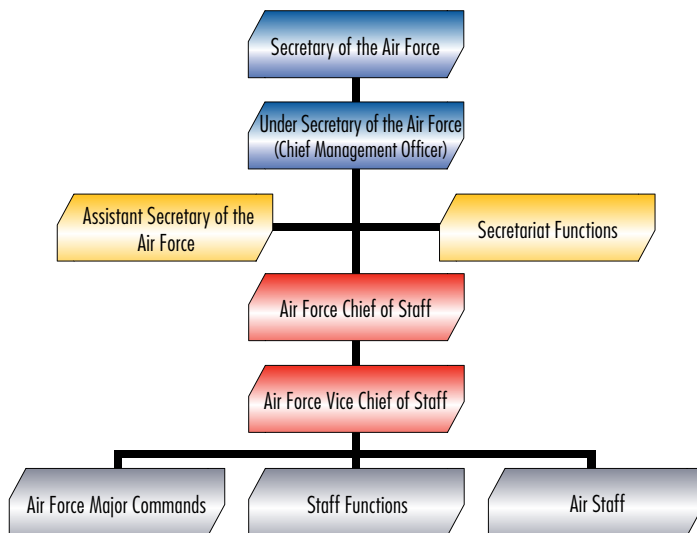 Secretary of the Air Force
Under Secretary of the Air Force
(Chief Management Officer)
Assistant Secretary of the
Air Force
Secretariat Functions
Air Force Chief of Staff
Air Force Vice Chief of Staff
Air Force Major Commands
Staff Functions
Air Staff